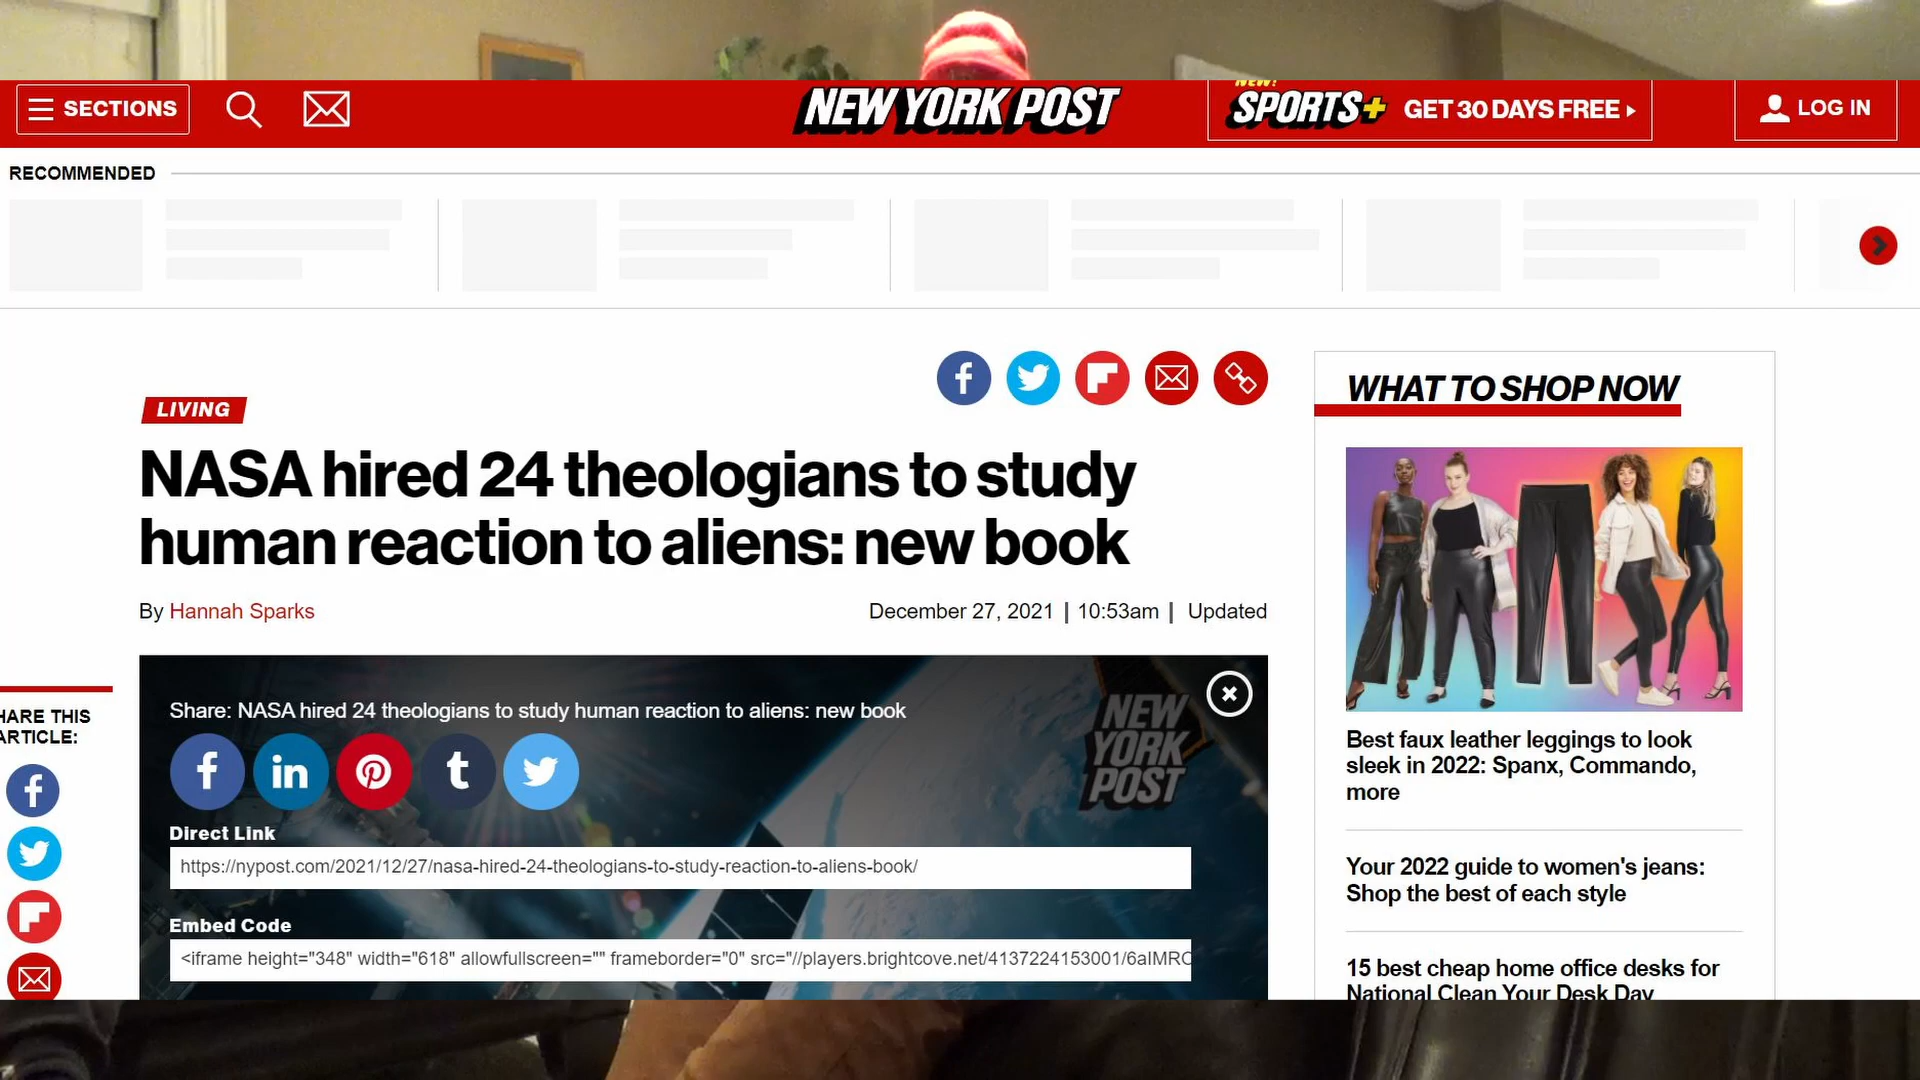 SECTIONS
NEW YORK POST
NEW!
SPORTS+ GET 30 DAYS FREE
LOG IN
RECOMMENDED
LIVING
NASA hired 24 theologians to study
human reaction to aliens: new book
By Hannah Sparks
December 27, 2021 | 10:53am | Updated
HARE THIS
ARTICLE:
Share: NASA hired 24 theologians to study human reaction to aliens: new book
NEW
YORK
POST
Direct Link
https://nypost.com/2021/12/27/nasa-hired-24-theologians-to-study-reaction-to-aliens-book/
Embed Code
<iframe height="348" width="618" allowfullscreen="" frameborder="0" src="//players.brightcove.net/4137224153001/6aIMRC
WHAT TO SHOP NOW
Best faux leather leggings to look
sleek in 2022: Spanx, Commando,
more
Your 2022 guide to women's jeans:
Shop the best of each style
15 best cheap home office desks for
National Clean Your Desk Day